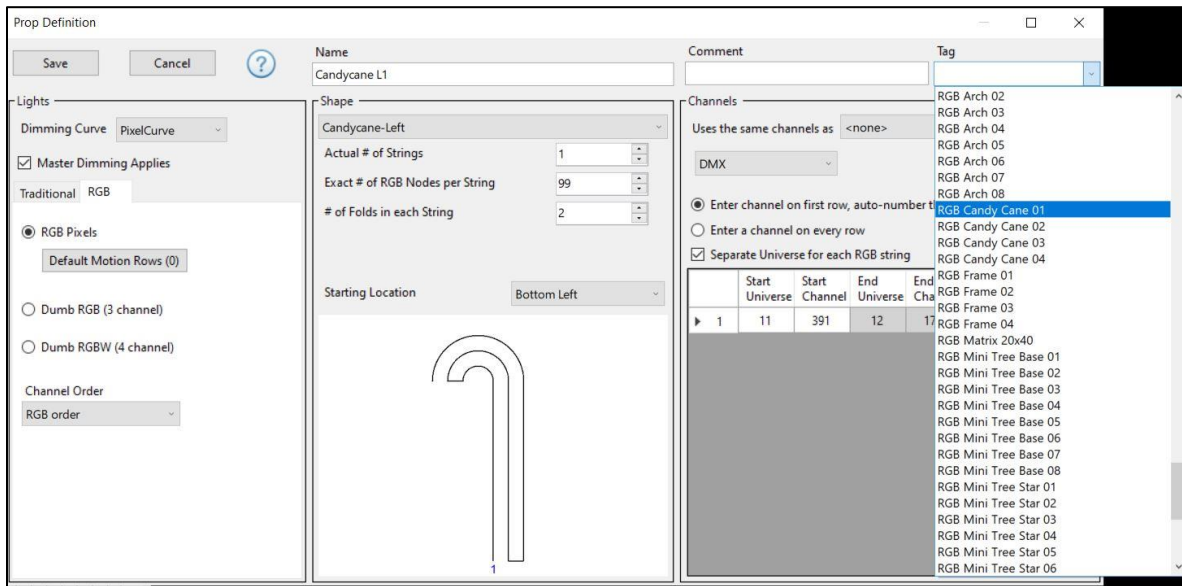 Prop Definition
Save
Cancel
?
Name
Candycane L1
Comment
Tag
Lights
Dimming Curve PixelCurve
Master Dimming Applies
Traditional RGB
RGB Pixels
Default Motion Rows (0)
Dumb RGB (3 channel)
Dumb RGBW (4 channel)
Channel Order
RGB order
Shape
Candycane-Left
Actual # of Strings 1
Exact # of RGB Nodes per String 99
# of Folds in each String 2
Starting Location Bottom Left
1
Channels
Uses the same channels as <none>
DMX
Enter channel on first row, auto-number t
Enter a channel on every row
Separate Universe for each RGB string
Start Universe Start Channel End Universe End Cha
1 11 391 12 17
RGB Arch 02
RGB Arch 03
RGB Arch 04
RGB Arch 05
RGB Arch 06
RGB Arch 07
RGB Arch 08
RGB Candy Cane 01
RGB Candy Cane 02
RGB Candy Cane 03
RGB Candy Cane 04
RGB Frame 01
RGB Frame 02
RGB Frame 03
RGB Frame 04
RGB Matrix 20x40
RGB Mini Tree Base 01
RGB Mini Tree Base 02
RGB Mini Tree Base 03
RGB Mini Tree Base 04
RGB Mini Tree Base 05
RGB Mini Tree Base 06
RGB Mini Tree Base 07
RGB Mini Tree Base 08
RGB Mini Tree Star 01
RGB Mini Tree Star 02
RGB Mini Tree Star 03
RGB Mini Tree Star 04
RGB Mini Tree Star 05
RGB Mini Tree Star 06